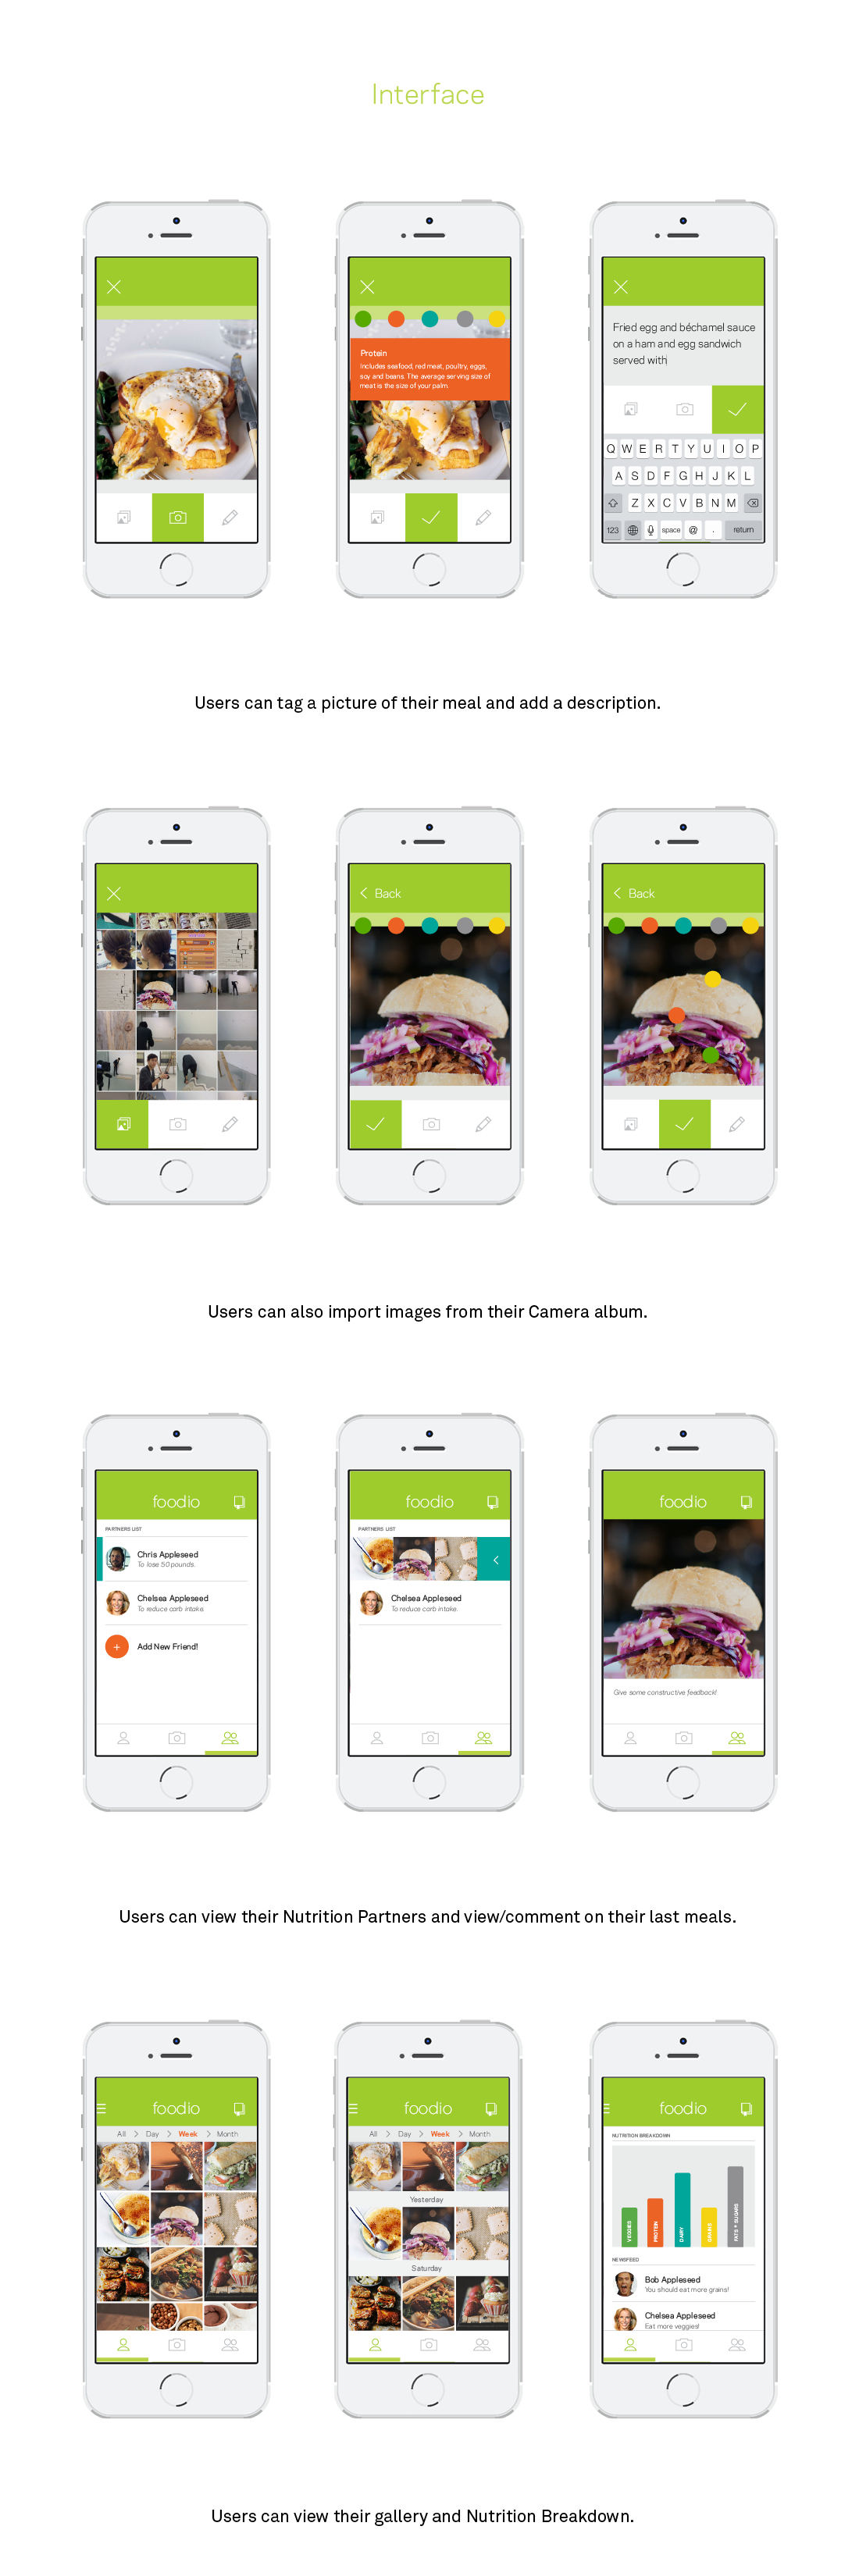 Interface
Protein
Includes seafood, red meat, poultry, eggs,
soy and beans. The average serving size of
meat is the size of your palm.
Fried egg and béchamel sauce
on a ham and egg sandwich
served with
Q W E R T Y U I O P
A S D F G H J K L
Z X C V B N M
123 space @ . return
Users can tag a picture of their meal and add a description.
Back
Back
Users can also import images from their Camera album.
foodio
PARTNERS LIST
Chris Appleseed
To lose 50 pounds.
Chelsea Appleseed
To reduce carb intake.
+ Add New Friend!
foodio
PARTNERS LIST
Chelsea Appleseed
To reduce carb intake.
foodio
Give some constructive feedback!
Users can view their Nutrition Partners and view/comment on their last meals.
foodio
All > Day > Week > Month
foodio
All > Day > Week > Month
Yesterday
Saturday
foodio
NUTRITION BREAKDOWN
VEGGIES
PROTEIN
DAIRY
GRAINS
FATS + SUGARS
NEWSFEED
Bob Appleseed
You should eat more grains!
Chelsea Appleseed
Eat more veggies!
Users can view their gallery and Nutrition Breakdown.